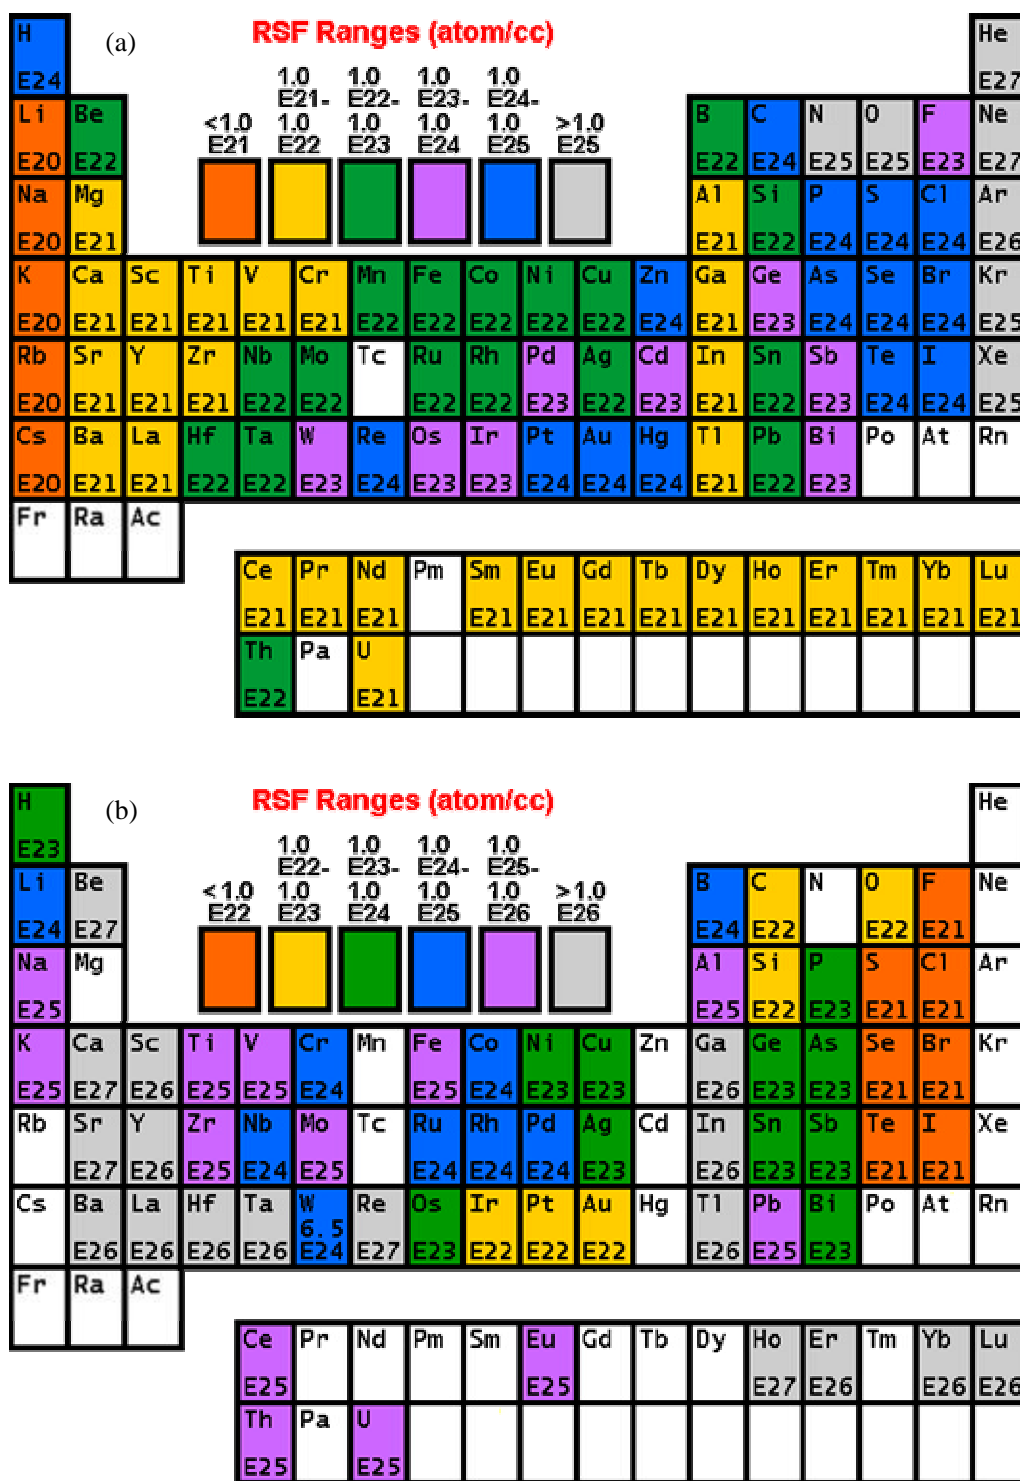 H (a) RSF Ranges (atom/cc) He
1.0 1.0 1.0 1.0
E21- E22- E23- E24-
<1.0 1.0 1.0 1.0 1.0 >1.0
E21 E22 E23 E24 E25 E25
E24 E27
Li Be B C N O F Ne
E20 E22 E22 E24 E25 E25 E23 E27
Na Mg Al Si P S Cl Ar
E20 E21 E21 E22 E24 E24 E24 E26
K Ca Sc Ti V Cr Mn Fe Co Ni Cu Zn Ga Ge As Se Br Kr
E20 E21 E21 E21 E21 E21 E22 E22 E22 E22 E22 E24 E21 E23 E24 E24 E24 E25
Rb Sr Y Zr Nb Mo Tc Ru Rh Pd Ag Cd In Sn Sb Te I Xe
E20 E21 E21 E21 E22 E22 E22 E22 E23 E22 E23 E21 E22 E23 E24 E24 E25
Cs Ba La Hf Ta W Re Os Ir Pt Au Hg Tl Pb Bi Po At Rn
E20 E21 E21 E22 E22 E23 E24 E23 E23 E24 E24 E24 E21 E22 E23
Fr Ra Ac
Ce Pr Nd Pm Sm Eu Gd Tb Dy Ho Er Tm Yb Lu
E21 E21 E21 E21 E21 E21 E21 E21 E21 E21 E21 E21 E21
Th Pa U
E22 E21
H (b) RSF Ranges (atom/cc) He
1.0 1.0 1.0 1.0
E22- E23- E24- E25-
<1.0 1.0 1.0 1.0 1.0 >1.0
E22 E23 E24 E25 E26 E26
E23
Li Be B C N O F Ne
E24 E27 E24 E22 E22 E21
Na Mg Al Si P S Cl Ar
E25 E25 E22 E23 E21 E21
K Ca Sc Ti V Cr Mn Fe Co Ni Cu Zn Ga Ge As Se Br Kr
E25 E27 E26 E25 E25 E24 E25 E24 E23 E23 E26 E23 E23 E21 E21
Rb Sr Y Zr Nb Mo Tc Ru Rh Pd Ag Cd In Sn Sb Te I Xe
E27 E26 E25 E24 E25 E24 E24 E24 E23 E26 E23 E23 E21 E21
Cs Ba La Hf Ta W Re Os Ir Pt Au Hg Tl Pb Bi Po At Rn
6.5
E26 E26 E26 E26 E24 E27 E23 E22 E22 E22 E26 E25 E23
Fr Ra Ac
Ce Pr Nd Pm Sm Eu Gd Tb Dy Ho Er Tm Yb Lu
E25 E25 E27 E26 E26 E26
Th Pa U
E25 E25